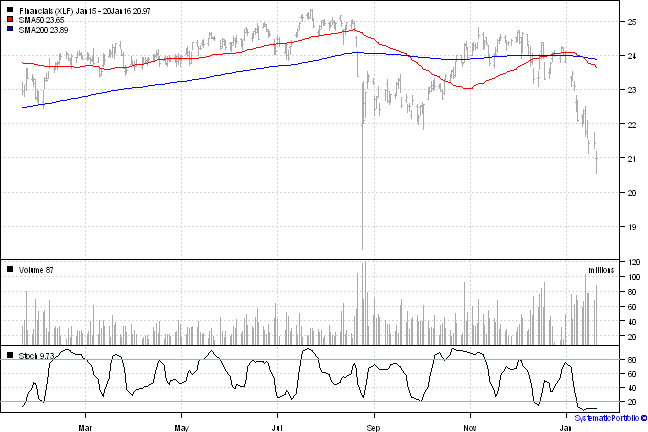 Financials (XLF) Jan 15 - 20Jan16 20.97
SMA50 23.65
SMA200 23.89
25
24
23
22
21
20
19
Volume 87
millions
120
100
80
60
40
20
Stoch 9.73
80
60
40
20
Mar
May
Jul
Sep
Nov
Jan
SystematicPortfolio ©